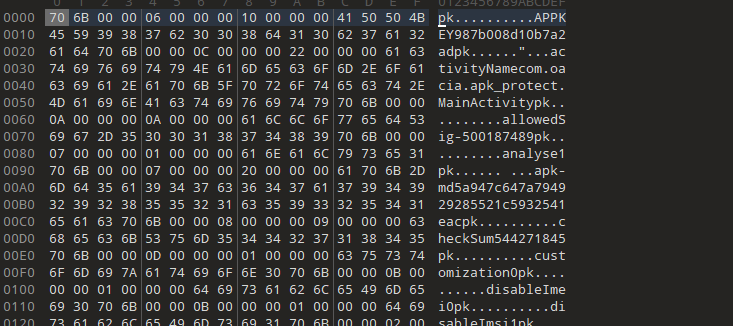 0 1 2 3 4 5 6 7 8 9 A B C D E F 0123456789ABCDEF
0000 70 6B 00 00 06 00 00 00 10 00 00 00 41 50 50 4B pk..........APPK
0010 45 59 39 38 37 62 30 30 38 64 31 30 62 37 61 32 EY987b008d10b7a2
0020 61 64 70 6B 00 00 0C 00 00 00 22 00 00 00 61 63 adpk......"...ac
0030 74 69 76 69 74 79 4E 61 6D 65 63 6F 6D 2E 6F 61 tivityNamecom.oa
0040 63 69 61 2E 61 70 6B 5F 70 72 6F 74 65 63 74 2E cia.apk_protect.
0050 4D 61 69 6E 41 63 74 69 76 69 74 79 70 6B 00 00 MainActivitypk..
0060 0A 00 00 00 0A 00 00 00 61 6C 6C 6F 77 65 64 53 ........allowedS
0070 69 67 2D 35 30 30 31 38 37 34 38 39 70 6B 00 00 ig-500187489pk..
0080 07 00 00 00 01 00 00 00 61 6E 61 6C 79 73 65 31 ........analyse1
0090 70 6B 00 00 07 00 00 00 20 00 00 00 61 70 6B 2D pk...... ...apk-
00A0 6D 64 35 61 39 34 37 63 36 34 37 61 37 39 34 39 md5a947c647a7949
00B0 32 39 32 38 35 35 32 31 63 35 39 33 32 35 34 31 29285521c5932541
00C0 65 61 63 70 6B 00 00 08 00 00 00 09 00 00 00 63 eacpk..........c
00D0 68 65 63 6B 53 75 6D 35 34 34 32 37 31 38 34 35 heckSum544271845
00E0 70 6B 00 00 0D 00 00 00 01 00 00 00 63 75 73 74 pk..........cust
00F0 6F 6D 69 7A 61 74 69 6F 6E 30 70 6B 00 00 0B 00 omization0pk....
0100 00 00 01 00 00 00 64 69 73 61 62 6C 65 49 6D 65 ......disableIme
0110 69 30 70 6B 00 00 0B 00 00 00 01 00 00 00 64 69 i0pk..........di
0120 73 61 62 6C 65 49 6D 73 69 31 70 6B 00 00 02 00 sableImsi1pk....